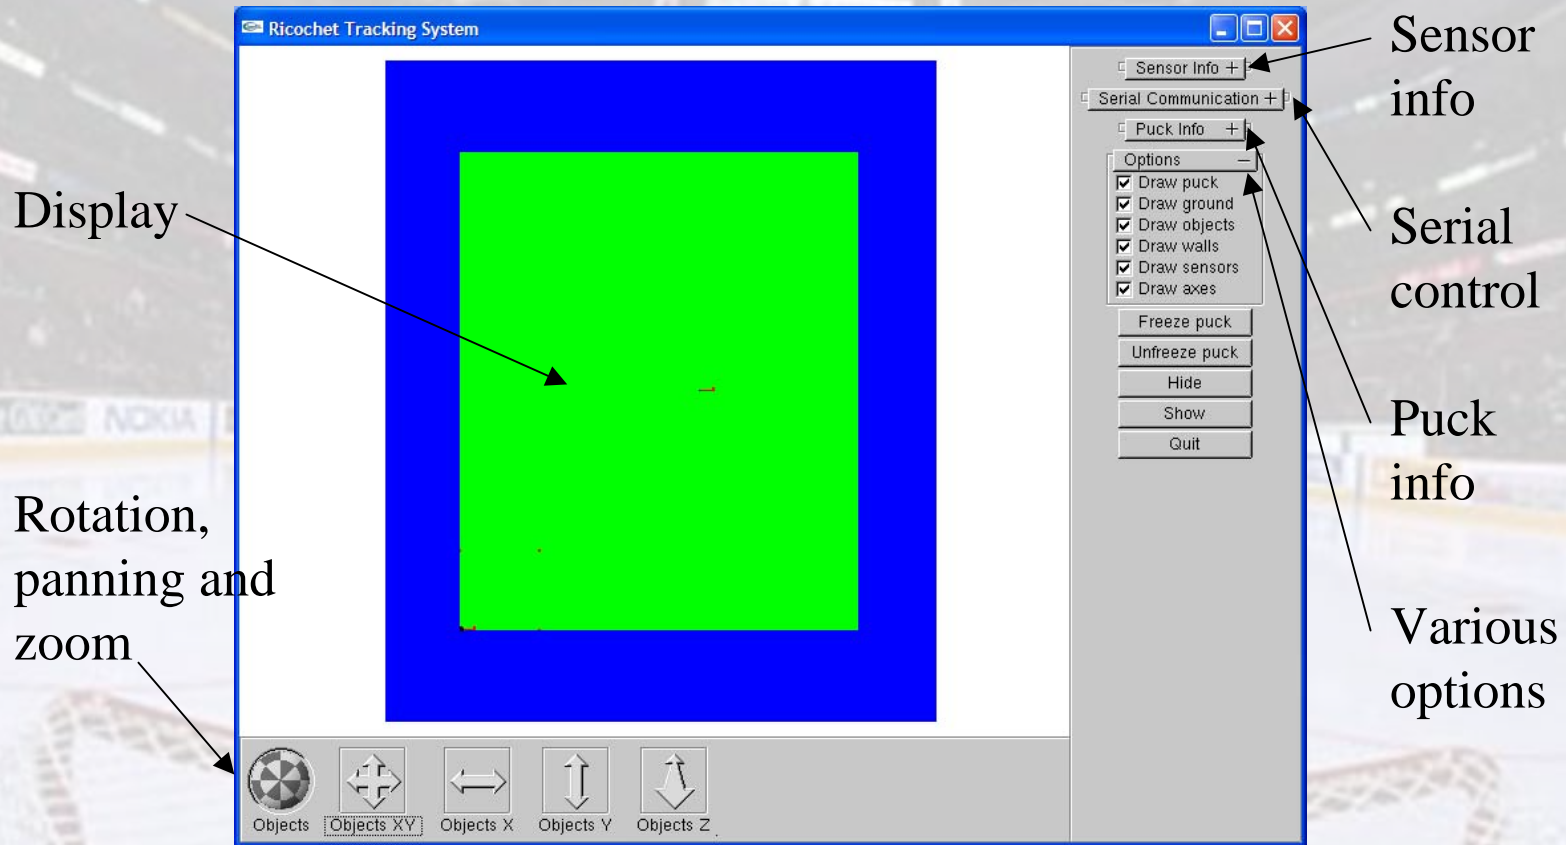 Ricochet Tracking System
Sensor
info
Sensor Info +
Serial Communication +
Puck Info +
Options –
Draw puck
Draw ground
Draw objects
Draw walls
Draw sensors
Draw axes
Freeze puck
Unfreeze puck
Hide
Show
Quit
Display
Serial
control
Puck
info
Rotation,
panning and
zoom
Various
options
Objects
Objects XY
Objects X
Objects Y
Objects Z
NOKIA